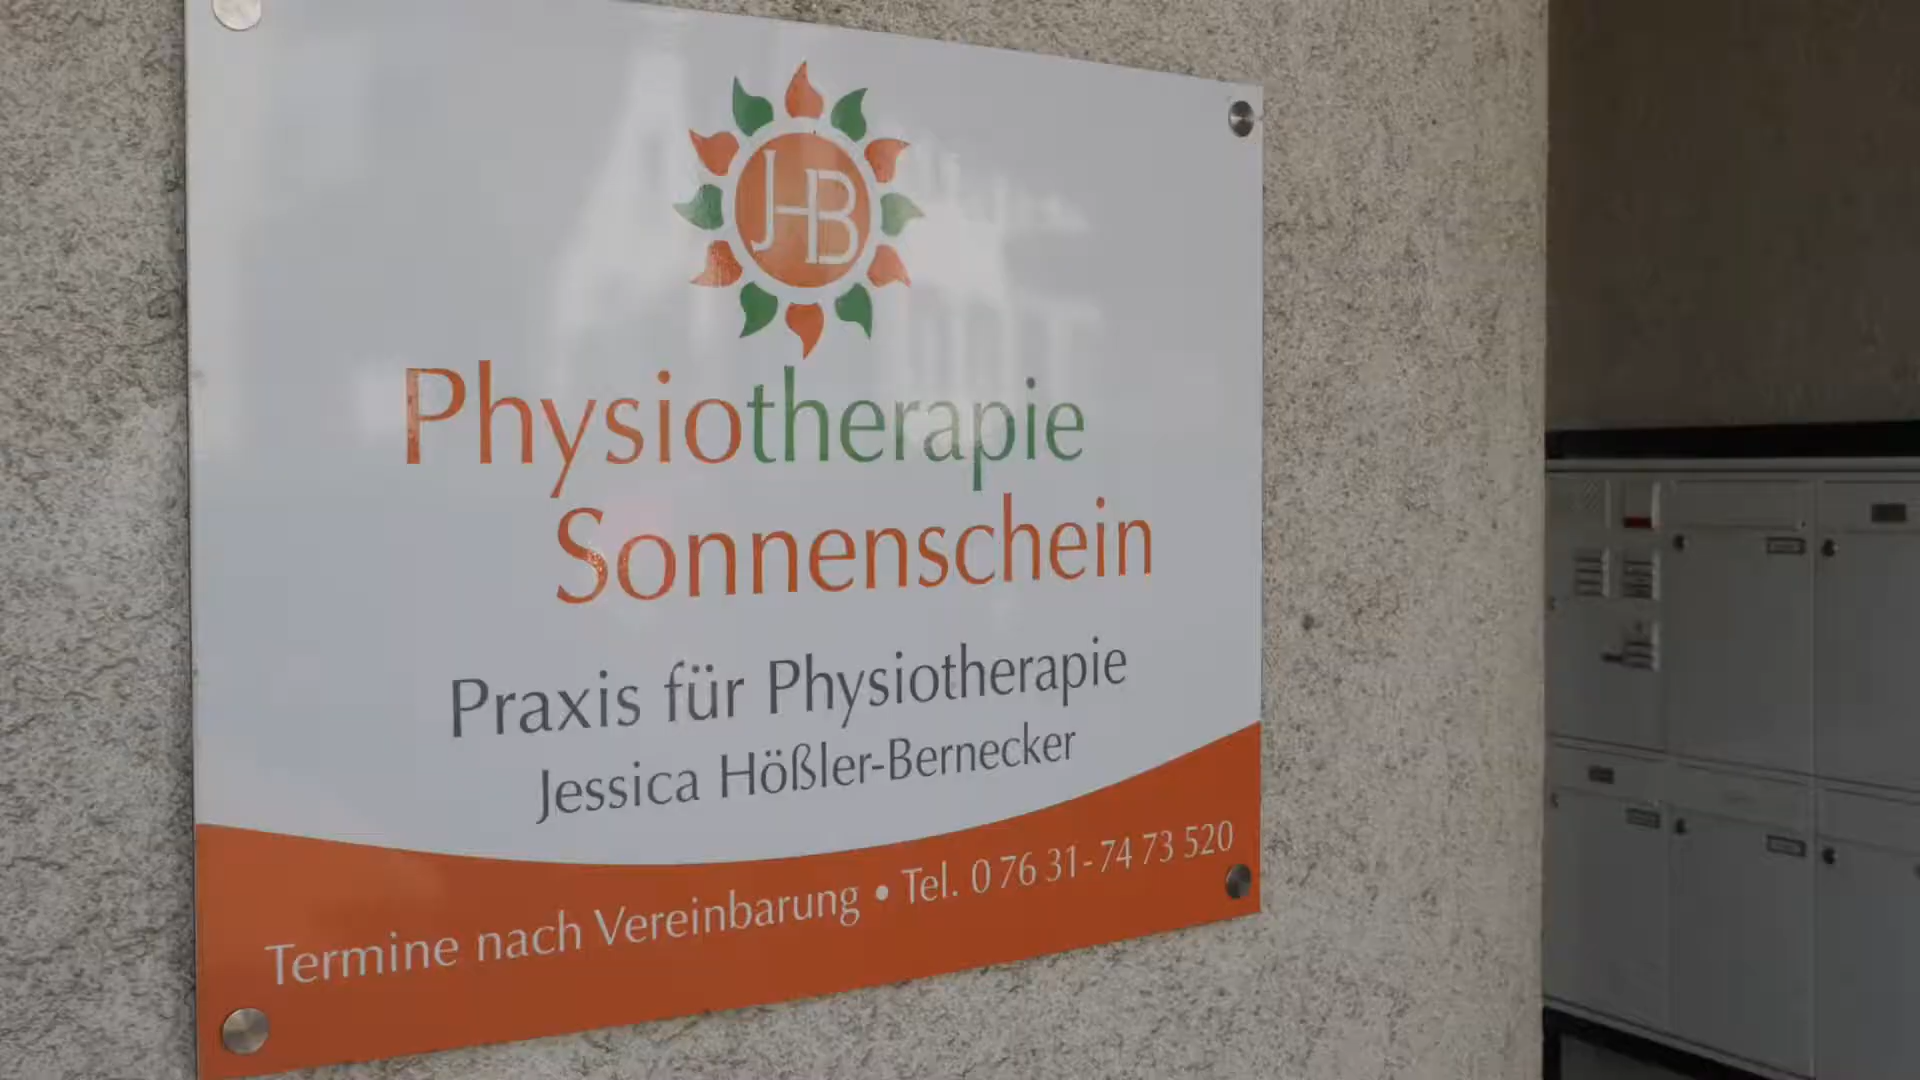 JHB
Physiotherapie
Sonnenschein
Praxis für Physiotherapie
Jessica Hößler-Bernecker
Termine nach Vereinbarung • Tel. 0 76 31-74 73 520